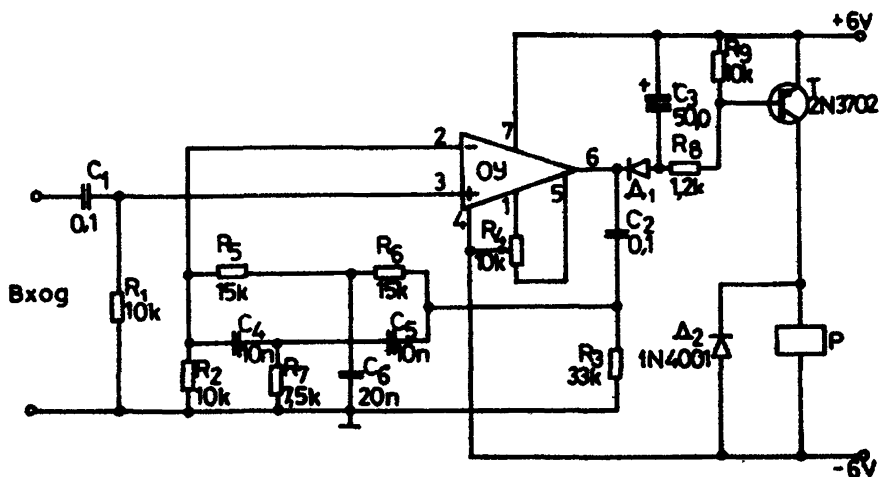 +6V
R9
10k
T
2N3702
C3
50,0
+
R8
1,2k
Д1
7
2
-
3
+
ОУ
6
5
1
4
R4
10k
C2
0,1
C1
0,1
Вход
R1
10k
R5
15k
R6
15k
C4
10n
C5
10n
R2
10k
R7
7,5k
C6
20n
R3
33k
Д2
1N4001
P
-6V